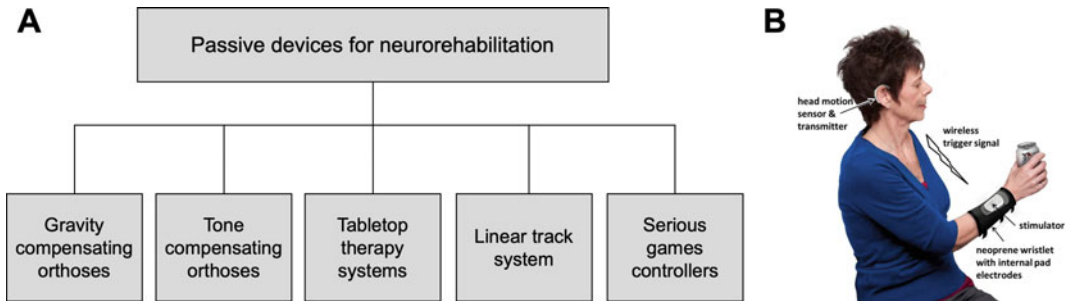 A
Passive devices for neurorehabilitation
Gravity
compensating
orthoses
Tone
compensating
orthoses
Tabletop
therapy
systems
Linear track
system
Serious
games
controllers
B
head motion
sensor &
transmitter
wireless
trigger signal
stimulator
neoprene wristlet
with internal pad
electrodes